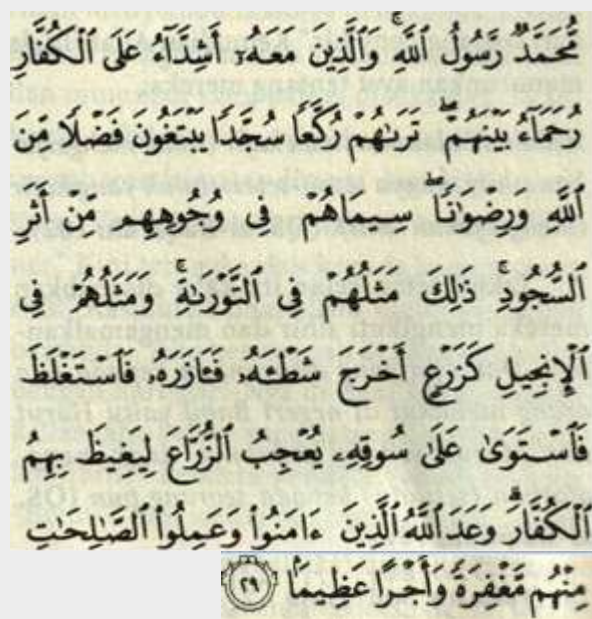 مُّحَمَّدٌ رَّسُولُ ٱللَّهِ ۚ وَٱلَّذِينَ مَعَهُۥٓ أَشِدَّآءُ عَلَى ٱلْكُفَّارِ
رُحَمَآءُ بَيْنَهُمْ ۖ تَرَىٰهُمْ رُكَّعًا سُجَّدًا يَبْتَغُونَ فَضْلًا مِّنَ
ٱللَّهِ وَرِضْوَٰنًا ۖ سِيمَاهُمْ فِى وُجُوهِهِم مِّنْ أَثَرِ
ٱلسُّجُودِ ۚ ذَٰلِكَ مَثَلُهُمْ فِى ٱلتَّوْرَىٰةِ ۚ وَمَثَلُهُمْ فِى
ٱلْإِنجِيلِ كَزَرْعٍ أَخْرَجَ شَطْـَٔهُۥ فَـَٔازَرَهُۥ فَٱسْتَغْلَظَ
فَٱسْتَوَىٰ عَلَىٰ سُوقِهِۦ يُعْجِبُ ٱلزُّرَّاعَ لِيَغِيظَ بِهِمُ
ٱلْكُفَّارَ ۗ وَعَدَ ٱللَّهُ ٱلَّذِينَ ءَامَنُوا۟ وَعَمِلُوا۟ ٱلصَّـٰلِحَـٰتِ
مِنْهُم مَّغْفِرَةً وَأَجْرًا عَظِيمًۢا ٢٩